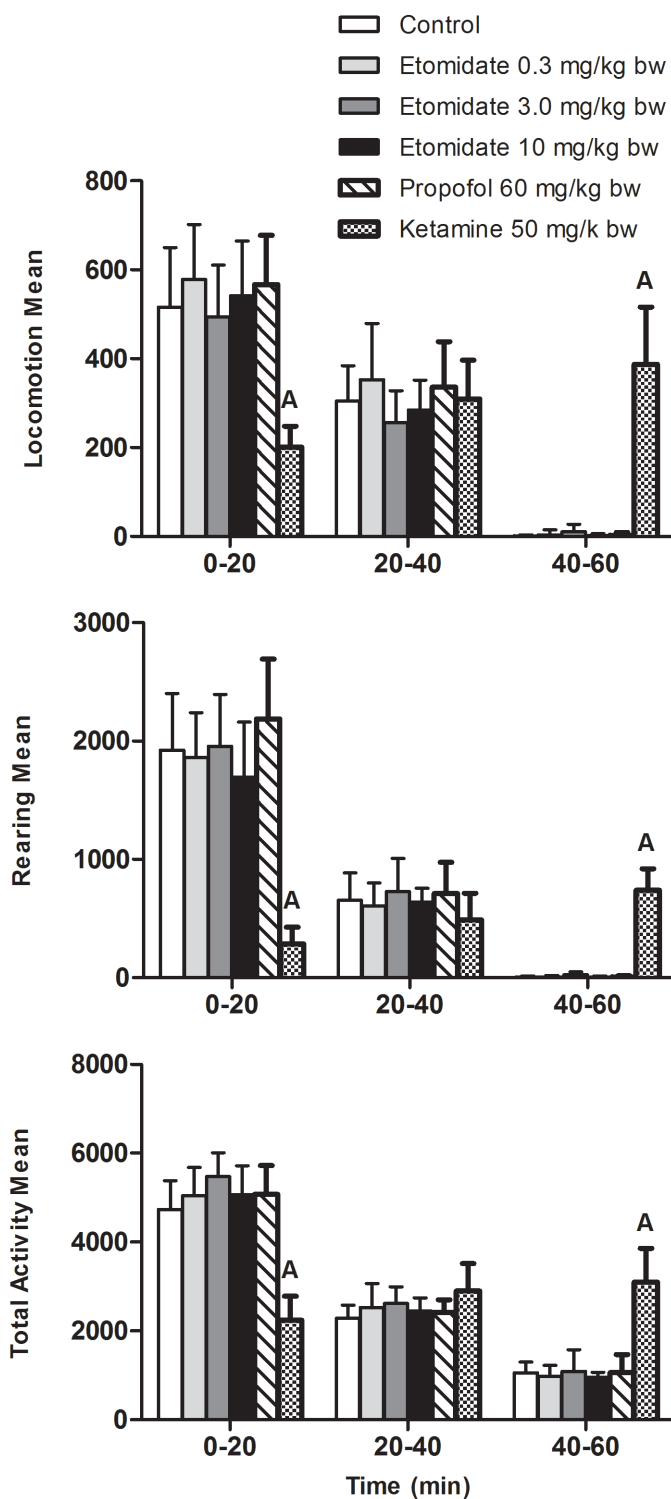 Control
Etomidate 0.3 mg/kg bw
Etomidate 3.0 mg/kg bw
Etomidate 10 mg/kg bw
Propofol 60 mg/kg bw
Ketamine 50 mg/k bw
Locomotion Mean
800
600
400
200
0
A
A
0-20 20-40 40-60
Rearing Mean
3000
2000
1000
0
A
A
0-20 20-40 40-60
Total Activity Mean
8000
6000
4000
2000
0
A
A
0-20 20-40 40-60
Time (min)